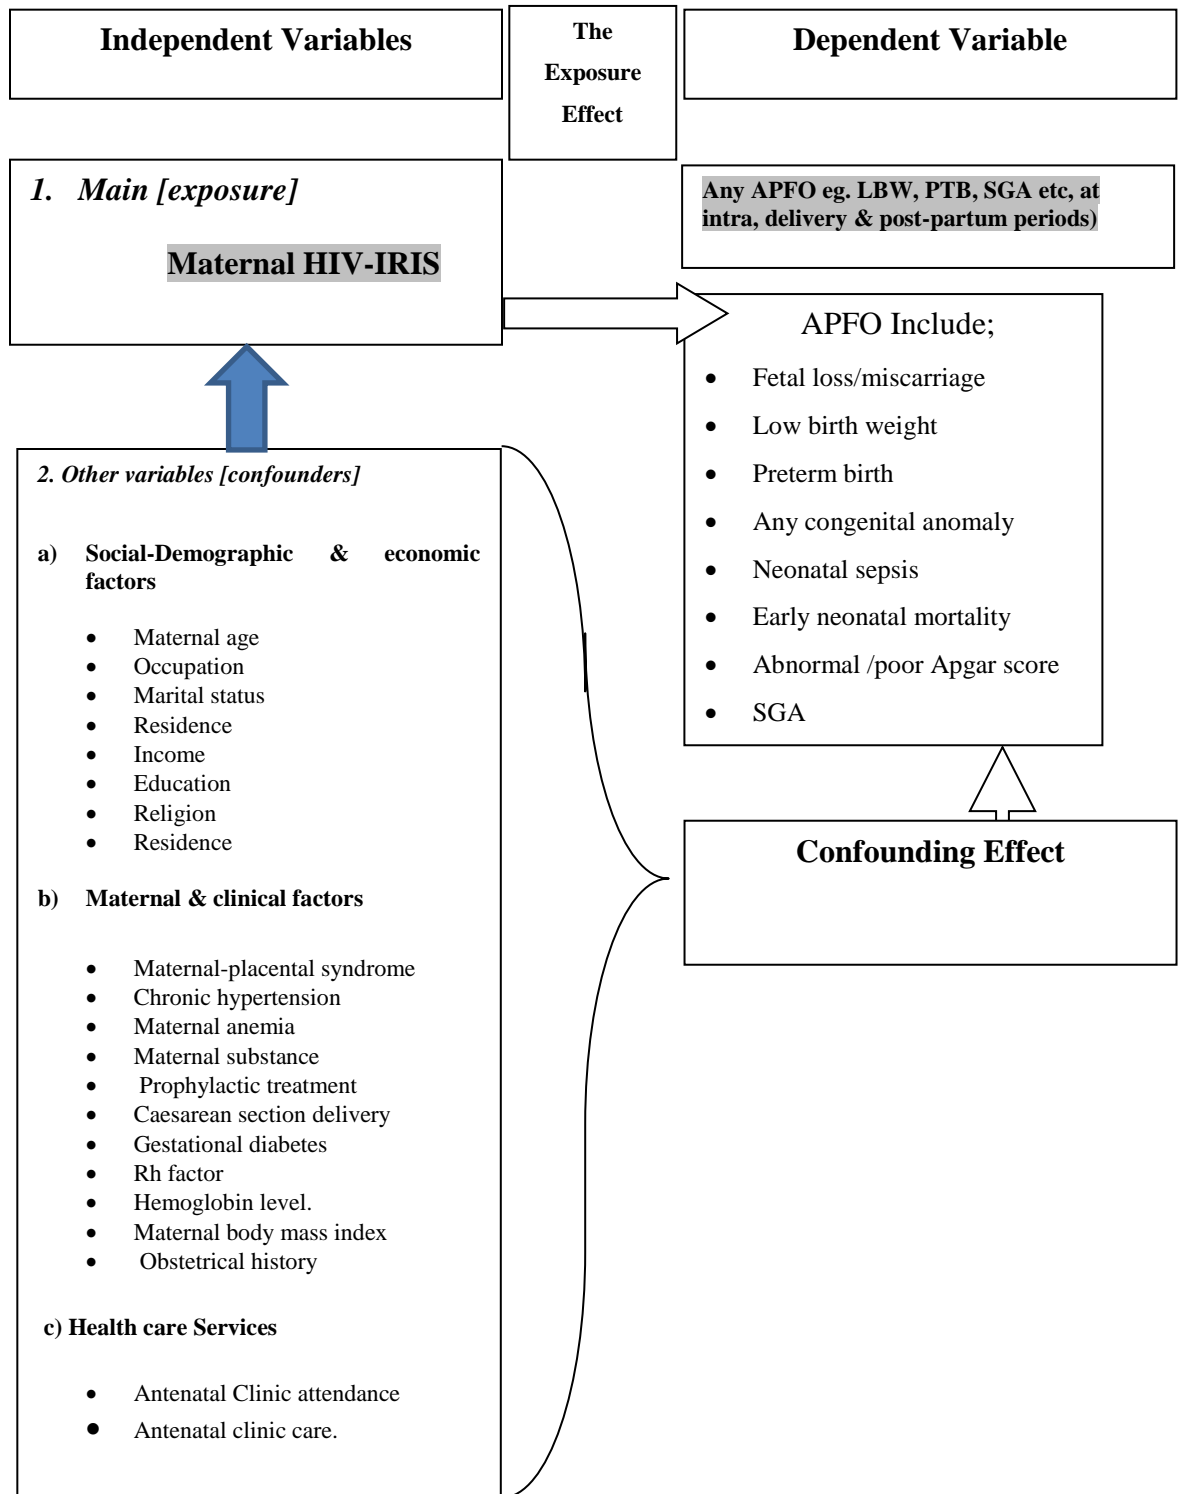 Independent Variables
The
Exposure
Effect
Dependent Variable
1. Main [exposure]
Maternal HIV-IRIS
Any APFO eg. LBW, PTB, SGA etc, at
intra, delivery & post-partum periods)
APFO Include;
• Fetal loss/miscarriage
• Low birth weight
• Preterm birth
• Any congenital anomaly
• Neonatal sepsis
• Early neonatal mortality
• Abnormal /poor Apgar score
• SGA
2. Other variables [confounders]
a) Social-Demographic & economic
factors
• Maternal age
• Occupation
• Marital status
• Residence
• Income
• Education
• Religion
• Residence
b) Maternal & clinical factors
• Maternal-placental syndrome
• Chronic hypertension
• Maternal anemia
• Maternal substance
• Prophylactic treatment
• Caesarean section delivery
• Gestational diabetes
• Rh factor
• Hemoglobin level.
• Maternal body mass index
• Obstetrical history
c) Health care Services
• Antenatal Clinic attendance
• Antenatal clinic care.
Confounding Effect